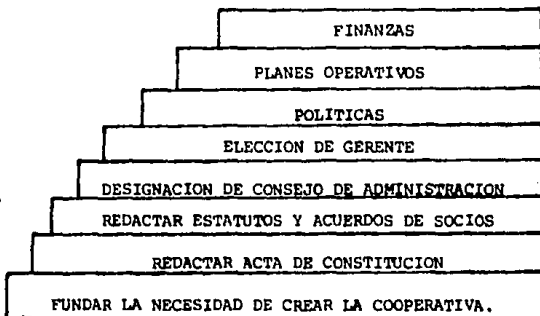 FINANZAS
PLANES OPERATIVOS
POLITICAS
ELECCION DE GERENTE
DESIGNACION DE CONSEJO DE ADMINISTRACION
REDACTAR ESTATUTOS Y ACUERDOS DE SOCIOS
REDACTAR ACTA DE CONSTITUCION
FUNDAR LA NECESIDAD DE CREAR LA COOPERATIVA.